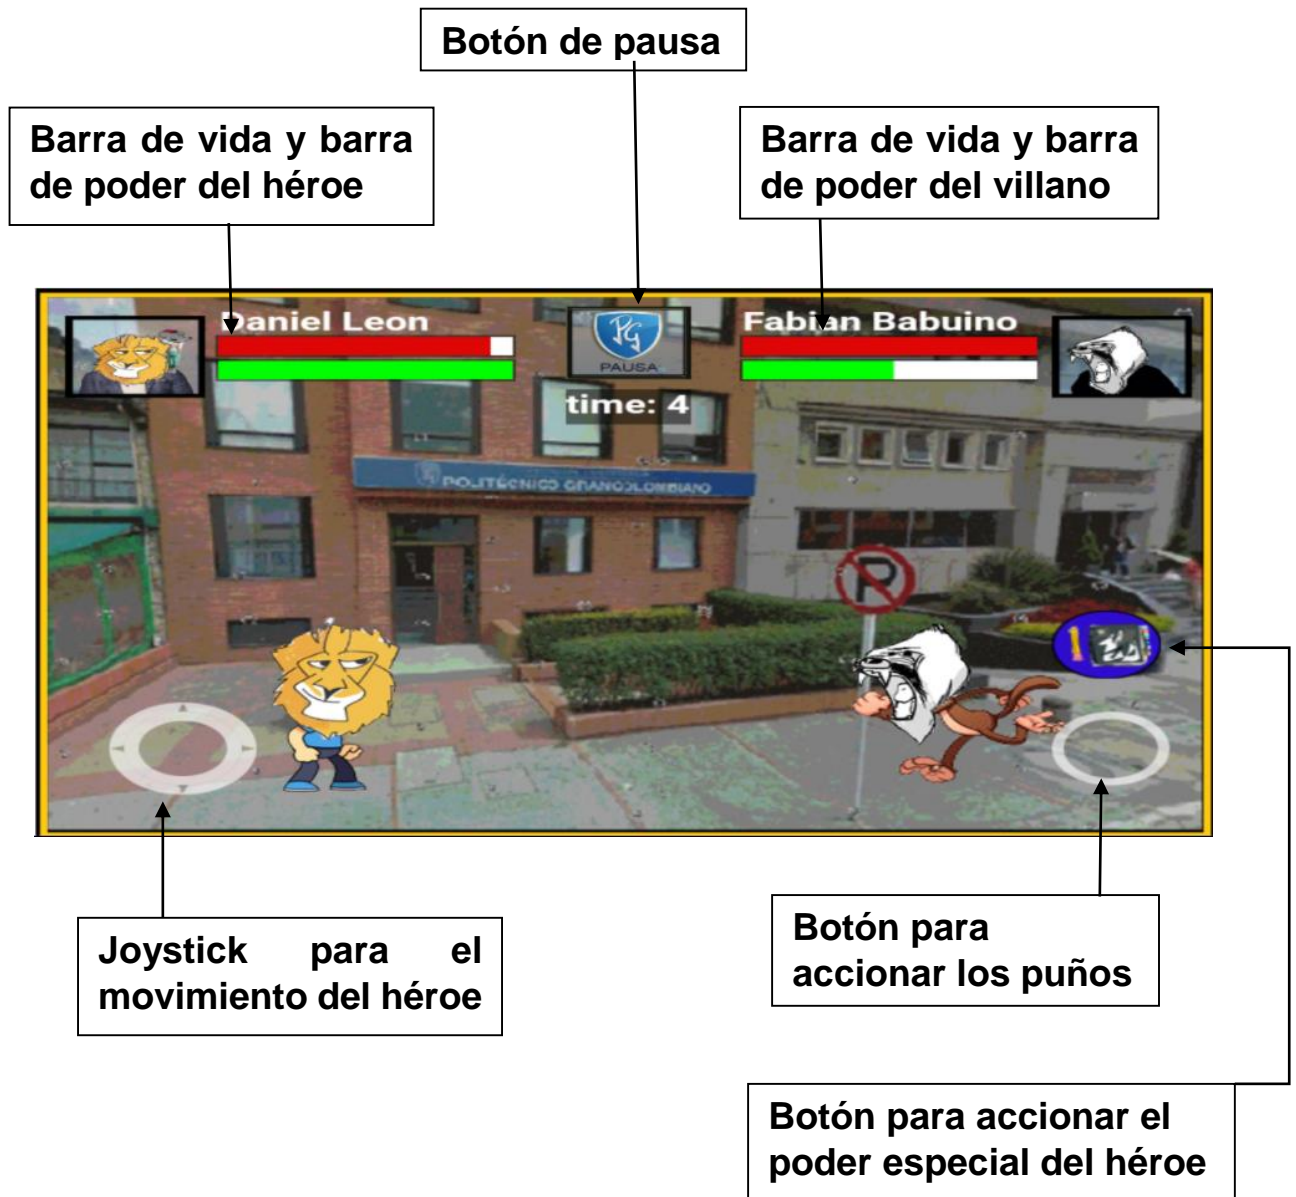 Botón de pausa
Barra de vida y barra
de poder del héroe
Barra de vida y barra
de poder del villano
Daniel Leon
PG
PAUSA
Fabian Babuino
time: 4
POLITÉCNICO GRANCOLOMBIANO
P
Joystick para el
movimiento del héroe
Botón para
accionar los puños
Botón para accionar el
poder especial del héroe